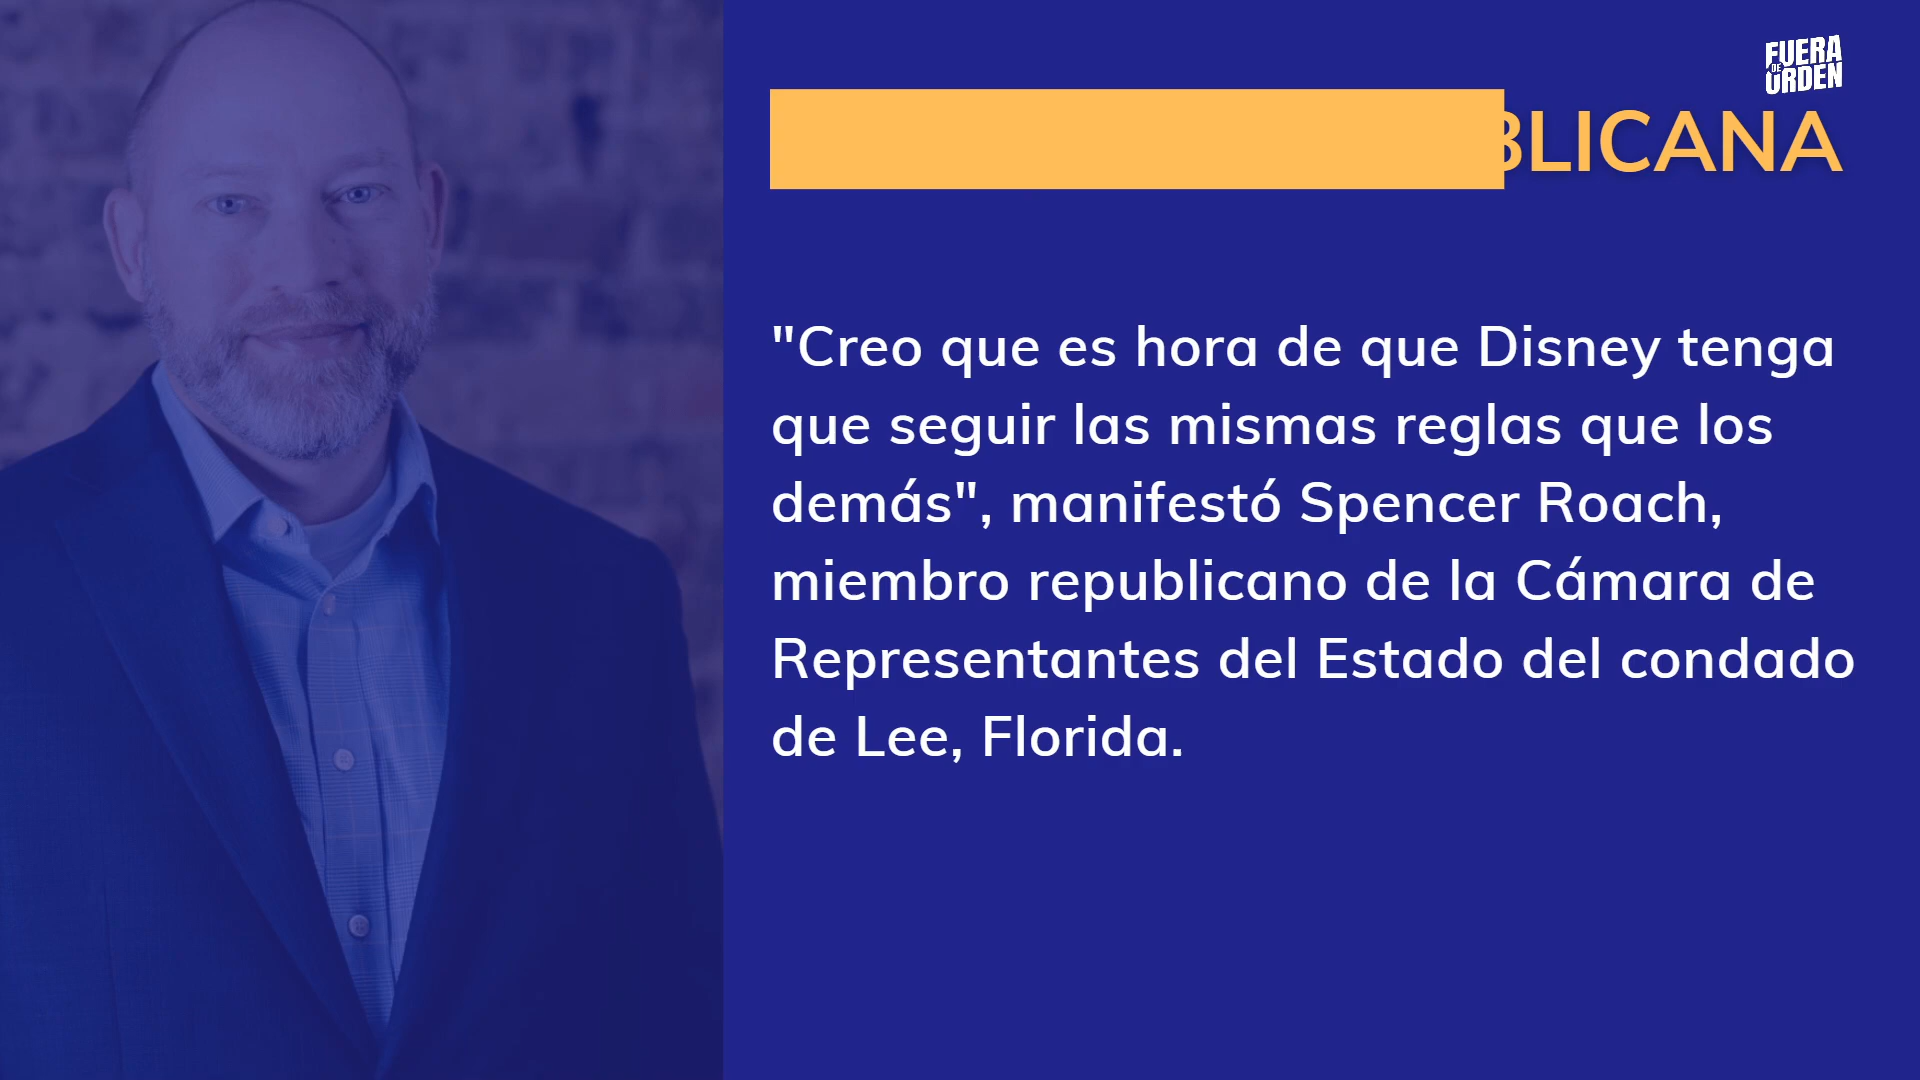 FUERA
DE
ORDEN
BLICANA
"Creo que es hora de que Disney tenga
que seguir las mismas reglas que los
demás", manifestó Spencer Roach,
miembro republicano de la Cámara de
Representantes del Estado del condado
de Lee, Florida.